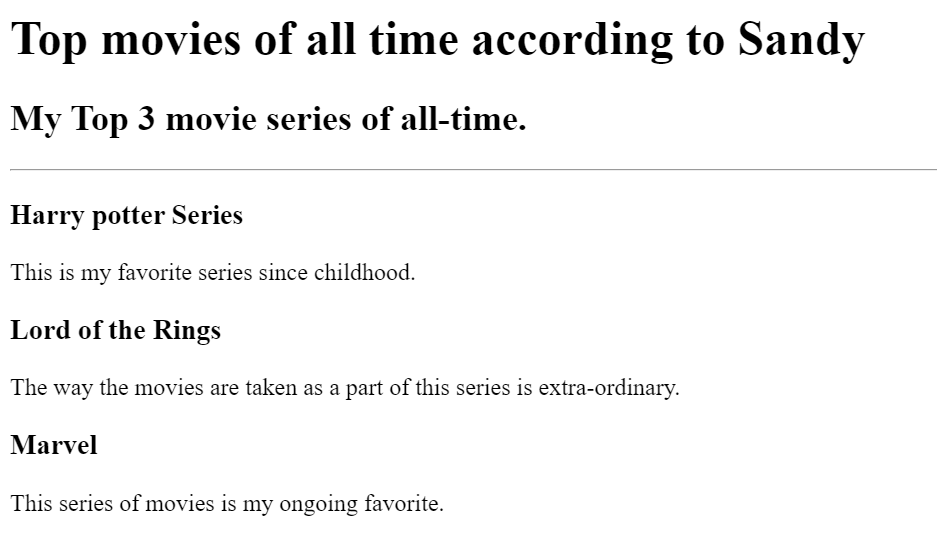 Top movies of all time according to Sandy
My Top 3 movie series of all-time.
Harry potter Series
This is my favorite series since childhood.
Lord of the Rings
The way the movies are taken as a part of this series is extra-ordinary.
Marvel
This series of movies is my ongoing favorite.